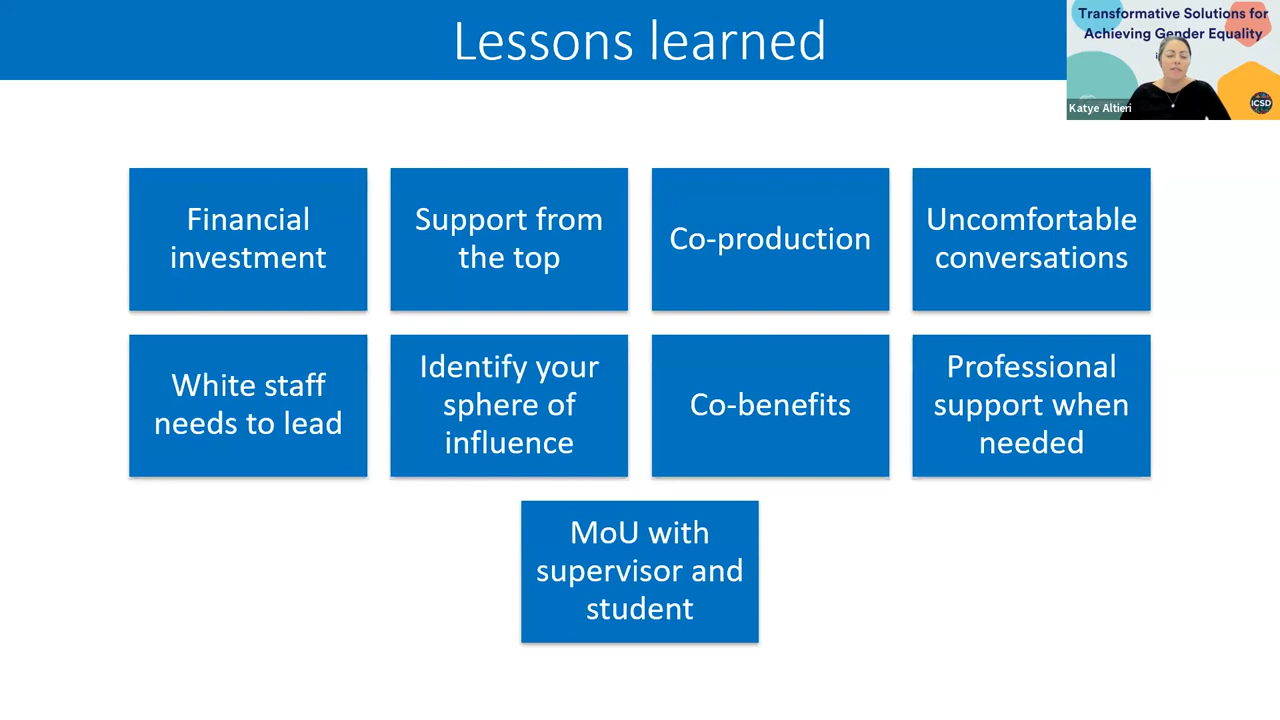 Lessons learned
Transformative Solutions for
Achieving Gender Equality
Katye Altieri
ICSD
Financial
investment
Support from
the top
Co-production
Uncomfortable
conversations
White staff
needs to lead
Identify your
sphere of
influence
Co-benefits
Professional
support when
needed
MoU with
supervisor and
student